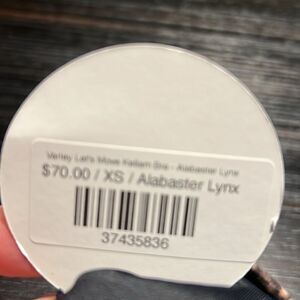 Varley Let's Move Kellam Bra - Alabaster Lynx
$70.00 / XS / Alabaster Lynx
37435836